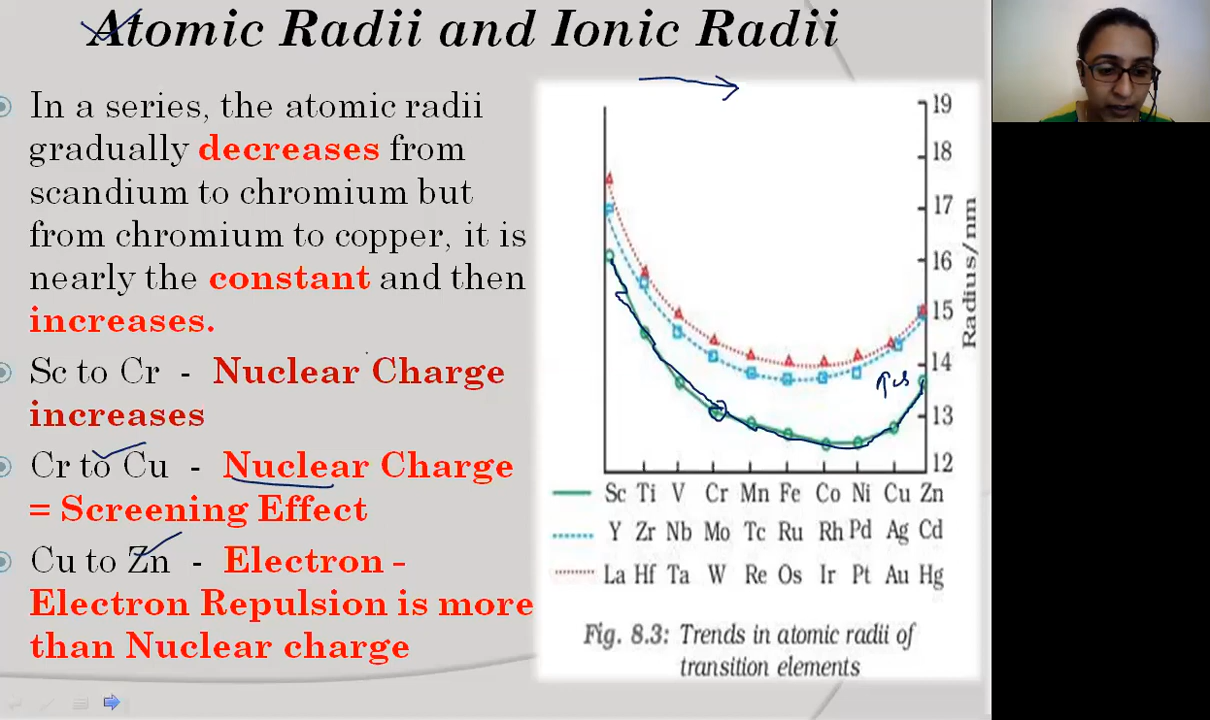 Atomic Radii and Ionic Radii
In a series, the atomic radii
gradually decreases from
scandium to chromium but
from chromium to copper, it is
nearly the constant and then
increases.
Sc to Cr - Nuclear Charge
increases
Cr to Cu - Nuclear Charge
= Screening Effect
Cu to Zn - Electron -
Electron Repulsion is more
than Nuclear charge
19
18
17
16
15
14
13
12
Radius/nm
Sc Ti V Cr Mn Fe Co Ni Cu Zn
Y Zr Nb Mo Tc Ru Rh Pd Ag Cd
La Hf Ta W Re Os Ir Pt Au Hg
Fig. 8.3: Trends in atomic radii of
transition elements